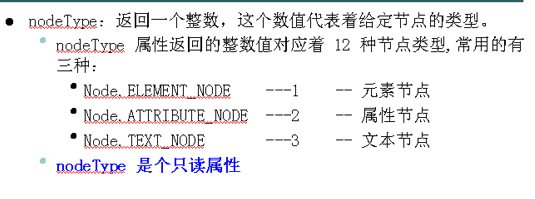 nodeType: 返回一个整数，这个数值代表着给定节点的类型。
nodeType 属性返回的整数值对应着 12 种节点类型,常用的有
三种：
Node.ELEMENT_NODE ---1 -- 元素节点
Node.ATTRIBUTE_NODE ---2 -- 属性节点
Node.TEXT_NODE ---3 -- 文本节点
nodeType 是个只读属性